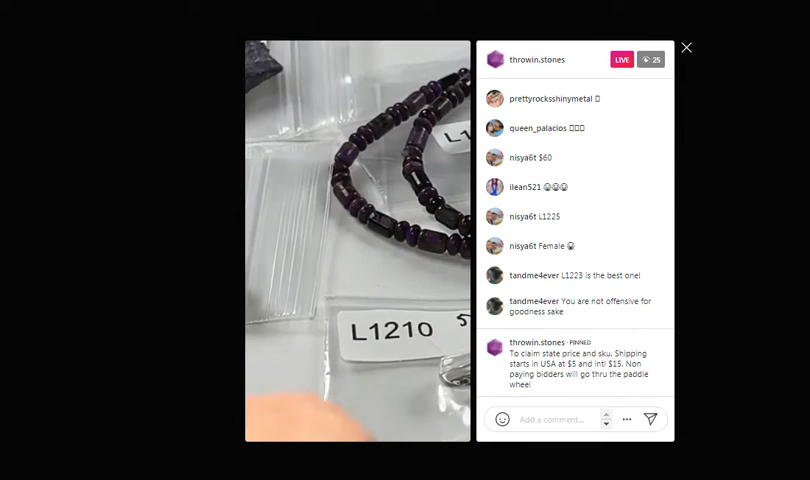 throwin.stones
LIVE
25
prettyrocksshinymetal
queen_palacios
nisya6t $60
ilean521
nisya6t L1225
nisya6t Female
tandme4ever L1223 is the best one!
tandme4ever You are not offensive for
goodness sake
throwin.stones · PINNED
To claim state price and sku. Shipping
starts in USA at $5 and intl $15. Non
paying bidders will go thru the paddle
wheel
Add a comment...
L1
L1210 5